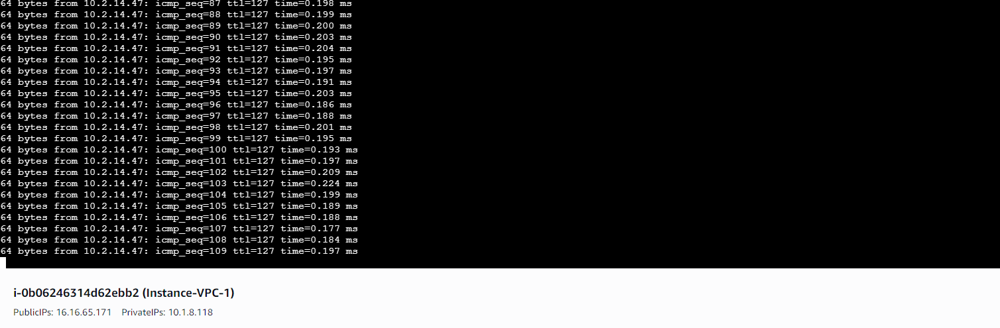 64 bytes from 10.2.14.47: icmp_seq=87 ttl=127 time=0.198 ms
64 bytes from 10.2.14.47: icmp_seq=88 ttl=127 time=0.199 ms
64 bytes from 10.2.14.47: icmp_seq=89 ttl=127 time=0.200 ms
64 bytes from 10.2.14.47: icmp_seq=90 ttl=127 time=0.203 ms
64 bytes from 10.2.14.47: icmp_seq=91 ttl=127 time=0.204 ms
64 bytes from 10.2.14.47: icmp_seq=92 ttl=127 time=0.195 ms
64 bytes from 10.2.14.47: icmp_seq=93 ttl=127 time=0.197 ms
64 bytes from 10.2.14.47: icmp_seq=94 ttl=127 time=0.191 ms
64 bytes from 10.2.14.47: icmp_seq=95 ttl=127 time=0.203 ms
64 bytes from 10.2.14.47: icmp_seq=96 ttl=127 time=0.186 ms
64 bytes from 10.2.14.47: icmp_seq=97 ttl=127 time=0.188 ms
64 bytes from 10.2.14.47: icmp_seq=98 ttl=127 time=0.201 ms
64 bytes from 10.2.14.47: icmp_seq=99 ttl=127 time=0.195 ms
64 bytes from 10.2.14.47: icmp_seq=100 ttl=127 time=0.193 ms
64 bytes from 10.2.14.47: icmp_seq=101 ttl=127 time=0.197 ms
64 bytes from 10.2.14.47: icmp_seq=102 ttl=127 time=0.209 ms
64 bytes from 10.2.14.47: icmp_seq=103 ttl=127 time=0.224 ms
64 bytes from 10.2.14.47: icmp_seq=104 ttl=127 time=0.199 ms
64 bytes from 10.2.14.47: icmp_seq=105 ttl=127 time=0.189 ms
64 bytes from 10.2.14.47: icmp_seq=106 ttl=127 time=0.188 ms
64 bytes from 10.2.14.47: icmp_seq=107 ttl=127 time=0.177 ms
64 bytes from 10.2.14.47: icmp_seq=108 ttl=127 time=0.184 ms
64 bytes from 10.2.14.47: icmp_seq=109 ttl=127 time=0.197 ms
i-0b06246314d62ebb2 (Instance-VPC-1)
PublicIPs: 16.16.65.171 PrivateIPs: 10.1.8.118